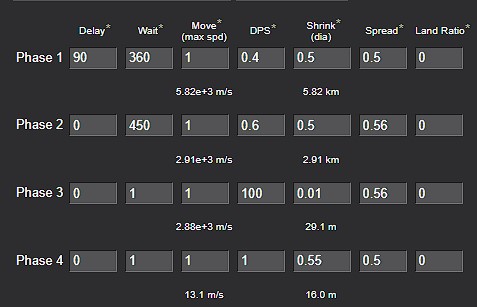 Delay* Wait* Move* (max spd) DPS* Shrink* (dia) Spread* Land Ratio*
Phase 1 90 360 1 0.4 0.5 0.5 0
5.82e+3 m/s 5.82 km
Phase 2 0 450 1 0.6 0.5 0.56 0
2.91e+3 m/s 2.91 km
Phase 3 0 1 1 100 0.01 0.56 0
2.88e+3 m/s 29.1 m
Phase 4 0 1 1 1 0.55 0.5 0
13.1 m/s 16.0 m